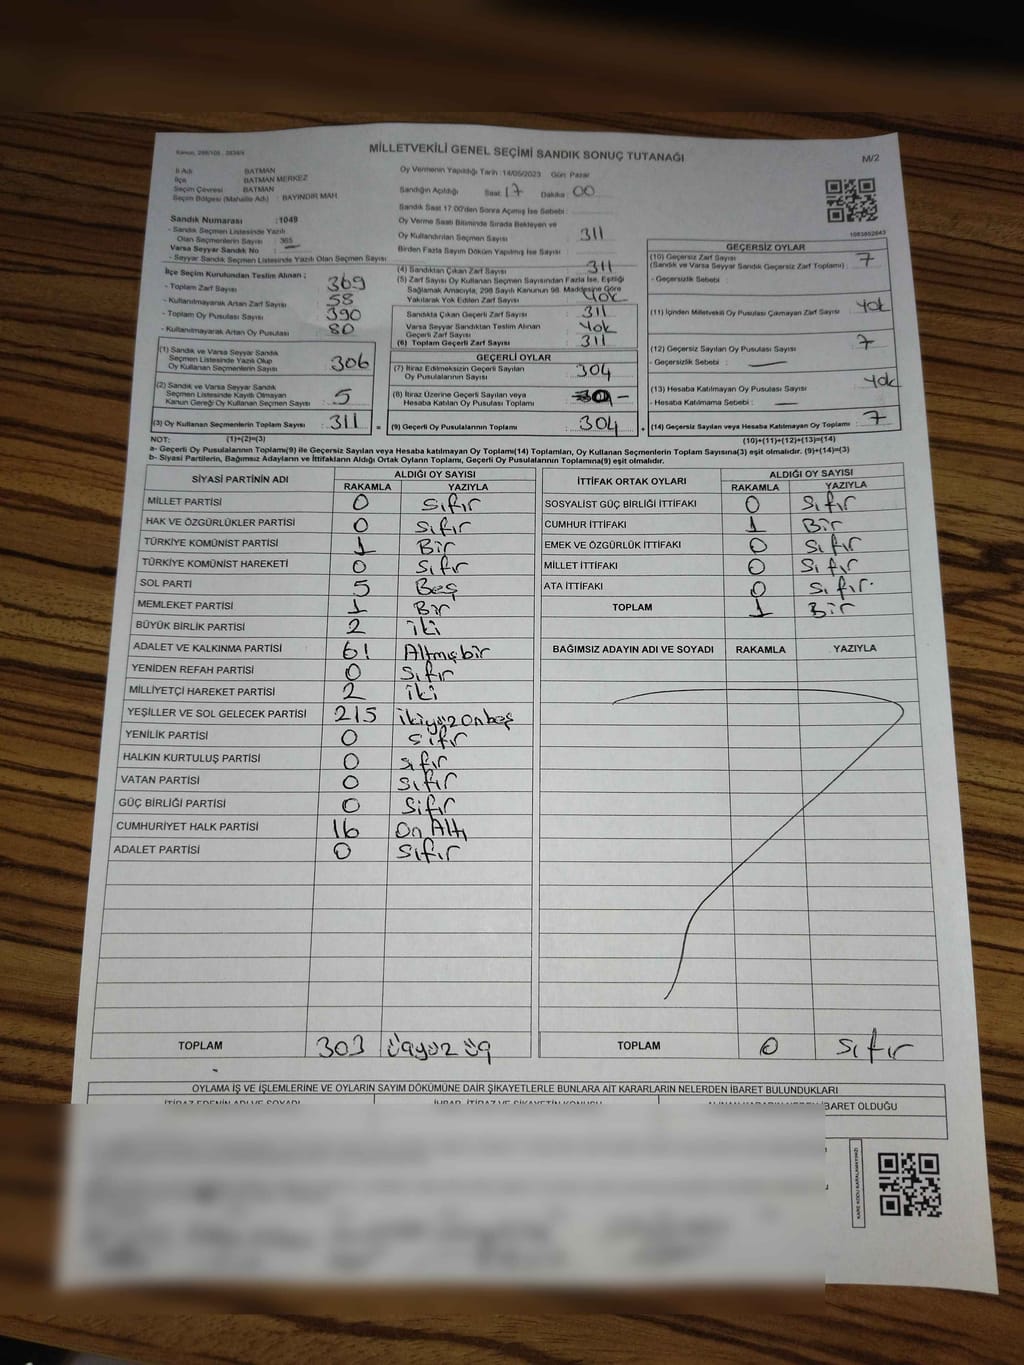 Kanun, 298/105 , 2839/4
MİLLETVEKİLİ GENEL SEÇİMİ SANDIK SONUÇ TUTANAĞI
M/2
İl Adı : BATMAN
İlçe : BATMAN MERKEZ
Seçim Çevresi : BATMAN
Seçim Bölgesi (Mahalle Adı) : BAYINDIR MAH.
Sandık Numarası :1049
- Sandık Seçmen Listesinde Yazılı
Olan Seçmenlerin Sayısı : 365
Varsa Seyyar Sandık No : —
- Seyyar Sandık Seçmen Listesinde Yazılı Olan Seçmen Sayısı :
Oy Vermenin Yapıldığı Tarih :14/05/2023 Gün: Pazar
Sandığın Açıldığı Saat: 17 Dakika : 00
Sandık Saat 17:00'den Sonra Açımış İse Sebebi :
Oy Verme Saati Bitiminde Sırada Bekleyen ve
Oy Kullandırılan Seçmen Sayısı : 311
Birden Fazla Sayım Döküm Yapılmış İse Sayısı :
1083852643
İlçe Seçim Kurulundan Teslim Alınan ;
- Toplam Zarf Sayısı : 369
- Kullanılmayarak Artan Zarf Sayısı : 58
- Toplam Oy Pusulası Sayısı : 390
- Kullanılmayarak Artan Oy Pusulası : 80
(1) Sandık ve Varsa Seyyar Sandık
Seçmen Listesinde Yazılı Olup
Oy Kullanan Seçmenlerin Sayısı : 306
(2) Sandık ve Varsa Seyyar Sandık
Seçmen Listesinde Kayıtlı Olmayan
Kanun Gereği Oy Kullanan Seçmen Sayısı : 5
(3) Oy Kullanan Seçmenlerin Toplam Sayısı : 311 =
(4) Sandıktan Çıkan Zarf Sayısı : 311
(5) Zarf Sayısı Oy Kullanan Seçmen Sayısından Fazla İse, Eşitliği
Sağlamak Amacıyla, 298 Sayılı Kanunun 98. Maddesine Göre
Yakılarak Yok Edilen Zarf Sayısı : Yok
Sandıkta Çıkan Geçerli Zarf Sayısı : 311
Varsa Seyyar Sandıktan Teslim Alınan
Geçerli Zarf Sayısı : Yok
(6) Toplam Geçerli Zarf Sayısı : 311
GEÇERLİ OYLAR
(7) İtiraz Edilmeksizin Geçerli Sayılan
Oy Pusulalarının Sayısı : 304
(8) İtiraz Üzerine Geçerli Sayılan veya
Hesaba Katılan Oy Pusulası Toplamı : —
(9) Geçerli Oy Pusulalarının Toplamı : 304 +
GEÇERSİZ OYLAR
(10) Geçersiz Zarf Sayısı : 7
(Sandık ve Varsa Seyyar Sandık Geçersiz Zarf Toplamı)
- Geçersizlik Sebebi :
(11) İçinden Milletvekili Oy Pusulası Çıkmayan Zarf Sayısı : Yok
(12) Geçersiz Sayılan Oy Pusulası Sayısı : 7
- Geçersizlik Sebebi : —
(13) Hesaba Katılmayan Oy Pusulası Sayısı : Yok
- Hesaba Katılmama Sebebi : —
(14) Geçersiz Sayılan veya Hesaba Katılmayan Oy Toplamı : 7
NOT: (1)+(2)=(3) (10)+(11)+(12)+(13)=(14)
a- Geçerli Oy Pusulalarının Toplamı(9) ile Geçersiz Sayılan veya Hesaba Katılmayan Oy Toplamı(14) Toplamları, Oy Kullanan Seçmenlerin Toplam Sayısına(3) eşit olmalıdır. (9)+(14)=(3)
b- Siyasi Partilerin, Bağımsız Adayların ve İttifakların Aldığı Ortak Oyların Toplamı, Geçerli Oy Pusulalarının Toplamına(9) eşit olmalıdır.
SİYASİ PARTİNİN ADI ALDIĞI OY SAYISI
RAKAMLA YAZIYLA
MİLLET PARTİSİ 0 Sıfır
HAK VE ÖZGÜRLÜKLER PARTİSİ 0 Sıfır
TÜRKİYE KOMÜNİST PARTİSİ 1 Bir
TÜRKİYE KOMÜNİST HAREKETİ 0 Sıfır
SOL PARTİ 5 Beş
MEMLEKET PARTİSİ 1 Bir
BÜYÜK BİRLİK PARTİSİ 2 iki
ADALET VE KALKINMA PARTİSİ 61 Altmışbir
YENİDEN REFAH PARTİSİ 0 Sıfır
MİLLİYETÇİ HAREKET PARTİSİ 2 iki
YEŞİLLER VE SOL GELECEK PARTİSİ 215 ikiyüzonbeş
YENİLİK PARTİSİ 0 Sıfır
HALKIN KURTULUŞ PARTİSİ 0 Sıfır
VATAN PARTİSİ 0 Sıfır
GÜÇ BİRLİĞİ PARTİSİ 0 Sıfır
CUMHURİYET HALK PARTİSİ 16 On Altı
ADALET PARTİSİ 0 Sıfır
TOPLAM 303 üçyüz üç
İTTİFAK ORTAK OYLARI ALDIĞI OY SAYISI
RAKAMLA YAZIYLA
SOSYALİST GÜÇ BİRLİĞİ İTTİFAKI 0 Sıfır
CUMHUR İTTİFAKI 1 Bir
EMEK VE ÖZGÜRLÜK İTTİFAKI 0 Sıfır
MİLLET İTTİFAKI 0 Sıfır
ATA İTTİFAKI 0 Sıfır
TOPLAM 1 Bir
BAĞIMSIZ ADAYIN ADI VE SOYADI RAKAMLA YAZIYLA
TOPLAM 0 Sıfır
OYLAMA İŞ VE İŞLEMLERİNE VE OYLARIN SAYIM DÖKÜMÜNE DAİR ŞİKAYETLERLE BUNLARA AİT KARARLARIN NELERDEN İBARET BULUNDUKLARI
İTİRAZ EDENİN ADI VE SOYADI
İBARET OLDUĞU